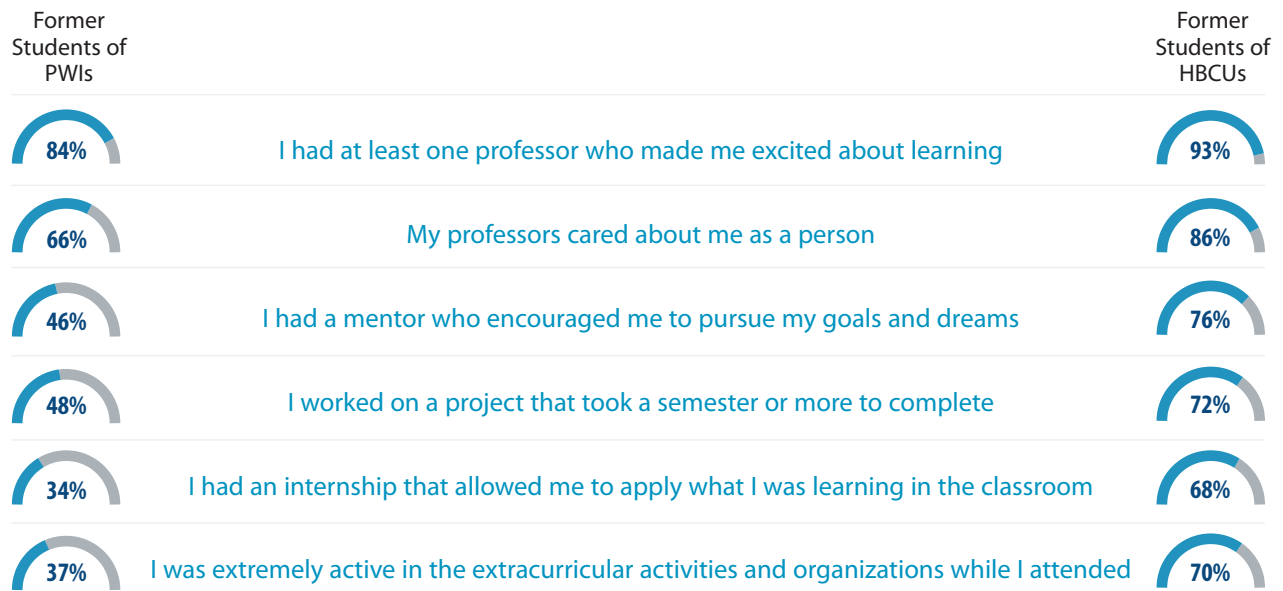 Former
Students of
PWIs
Former
Students of
HBCUs
84%
I had at least one professor who made me excited about learning
93%
66%
My professors cared about me as a person
86%
46%
I had a mentor who encouraged me to pursue my goals and dreams
76%
48%
I worked on a project that took a semester or more to complete
72%
34%
I had an internship that allowed me to apply what I was learning in the classroom
68%
37%
I was extremely active in the extracurricular activities and organizations while I attended
70%